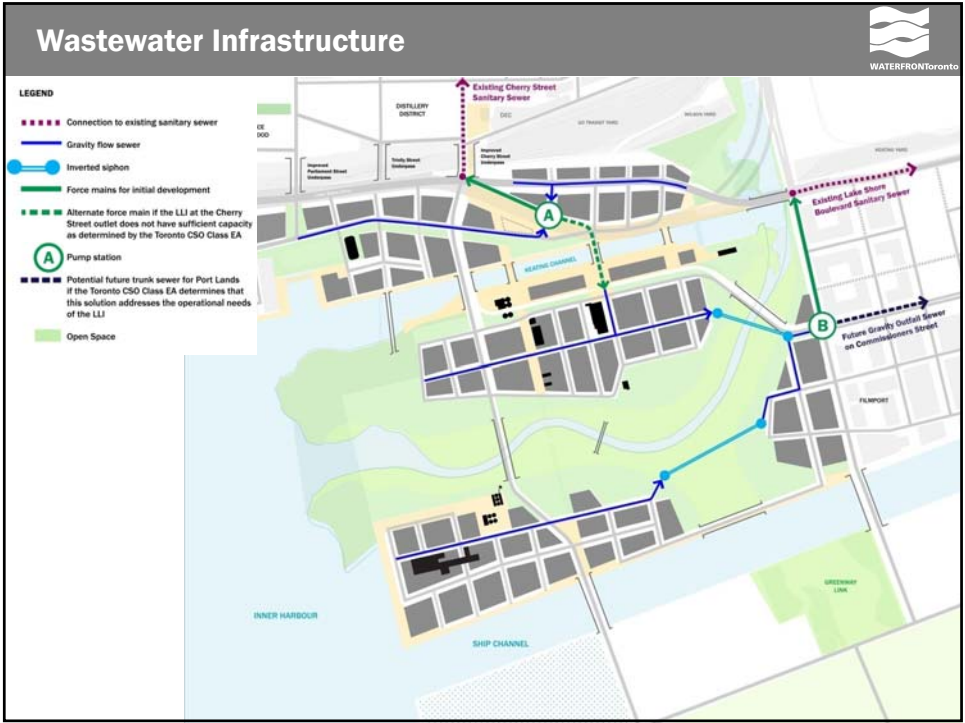 Wastewater Infrastructure
WATERFRONToronto
LEGEND
Connection to existing sanitary sewer
Gravity flow sewer
Inverted siphon
Force mains for initial development
Alternate force main if the LLI at the Cherry
Street outlet does not have sufficient capacity
as determined by the Toronto CSO Class EA
A
Pump station
Potential future trunk sewer for Port Lands
if the Toronto CSO Class EA determines that
this solution addresses the operational needs
of the LLI
Open Space
Existing Cherry Street
Sanitary Sewer
DISTILLERY
DISTRICT
GO TRANSIT YARD
WILSON YARD
KEATING YARD
Improved
Parliament Street
Underpass
Trinity Street
Underpass
Improved
Cherry Street
Underpass
Existing Lake Shore
Boulevard Sanitary Sewer
A
KEATING CHANNEL
B
Future Gravity Outfall Sewer
on Commissioners Street
FILMPORT
GREENWAY
LINK
INNER HARBOUR
SHIP CHANNEL